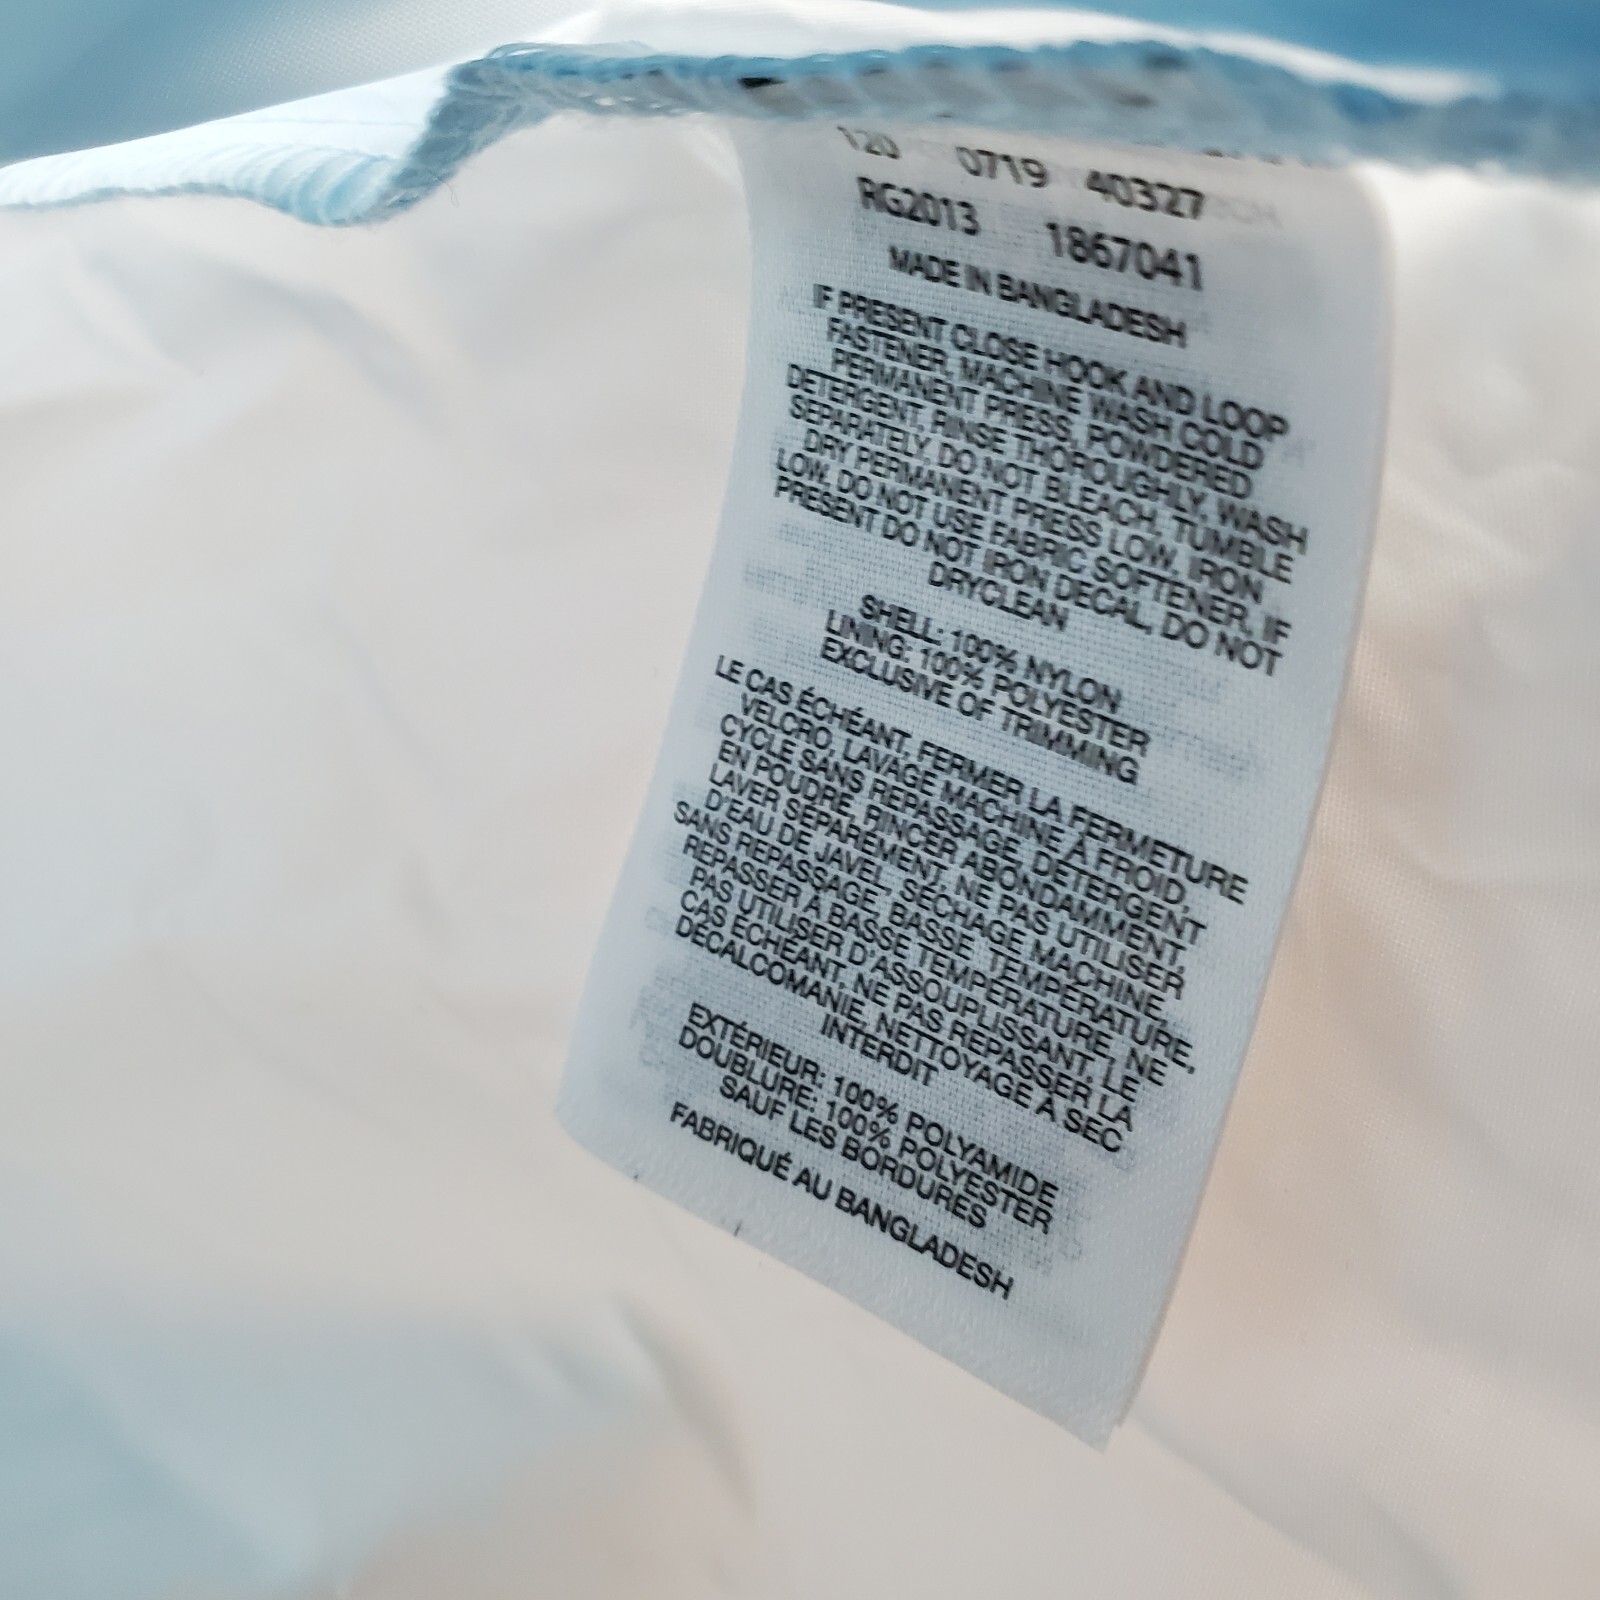 120 0719 40327
RG2013 1867041
MADE IN BANGLADESH
IF PRESENT CLOSE HOOK AND LOOP
FASTENER, MACHINE WASH COLD
PERMANENT PRESS, POWDERED
DETERGENT, RINSE THOROUGHLY, WASH
SEPARATELY, DO NOT BLEACH, TUMBLE
DRY PERMANENT PRESS LOW, IRON
LOW, DO NOT USE FABRIC SOFTENER, IF
PRESENT DO NOT IRON DECAL, DO NOT
DRYCLEAN
SHELL: 100% NYLON
LINING: 100% POLYESTER
EXCLUSIVE OF TRIMMING
LE CAS ÉCHÉANT, FERMER LA FERMETURE
VELCRO, LAVAGE MACHINE À FROID,
CYCLE SANS REPASSAGE, DÉTERGENT
EN POUDRE, RINCER ABONDAMMENT,
LAVER SÉPARÉMENT, NE PAS UTILISER
D'EAU DE JAVEL, SÉCHAGE MACHINE,
SANS REPASSAGE, BASSE TEMPÉRATURE,
REPASSER À BASSE TEMPÉRATURE, NE
PAS UTILISER D'ASSOUPLISSANT, LE
CAS ÉCHÉANT, NE PAS REPASSER LA
DÉCALCOMANIE, NETTOYAGE À SEC
INTERDIT
EXTÉRIEUR: 100% POLYAMIDE
DOUBLURE: 100% POLYESTER
SAUF LES BORDURES
FABRIQUÉ AU BANGLADESH